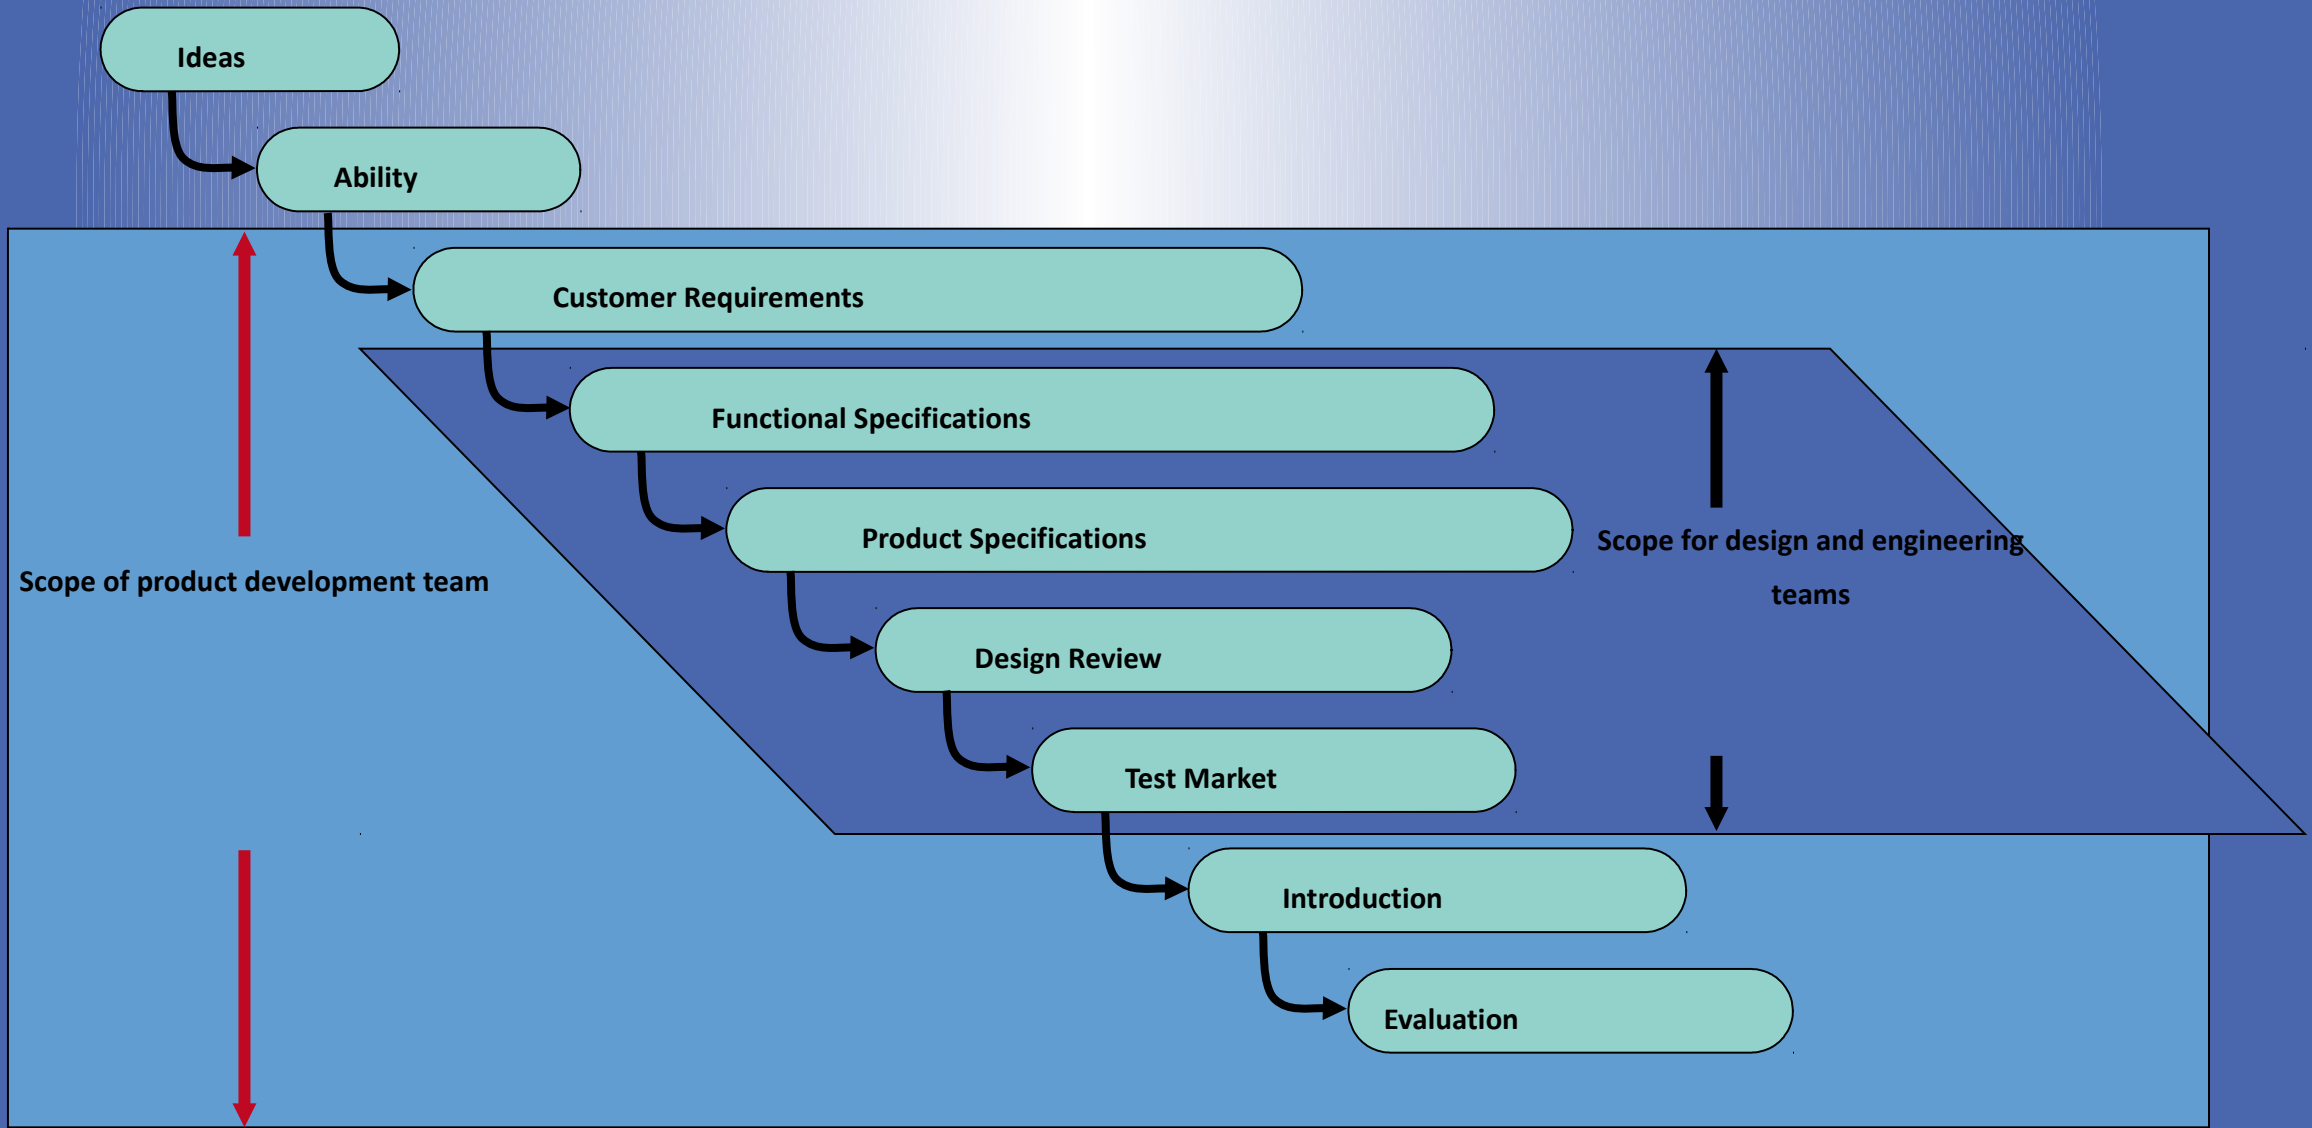 Ideas
Ability
Customer Requirements
Functional Specifications
Product Specifications
Scope for design and engineering
teams
Scope of product development team
Design Review
Test Market
Introduction
Evaluation